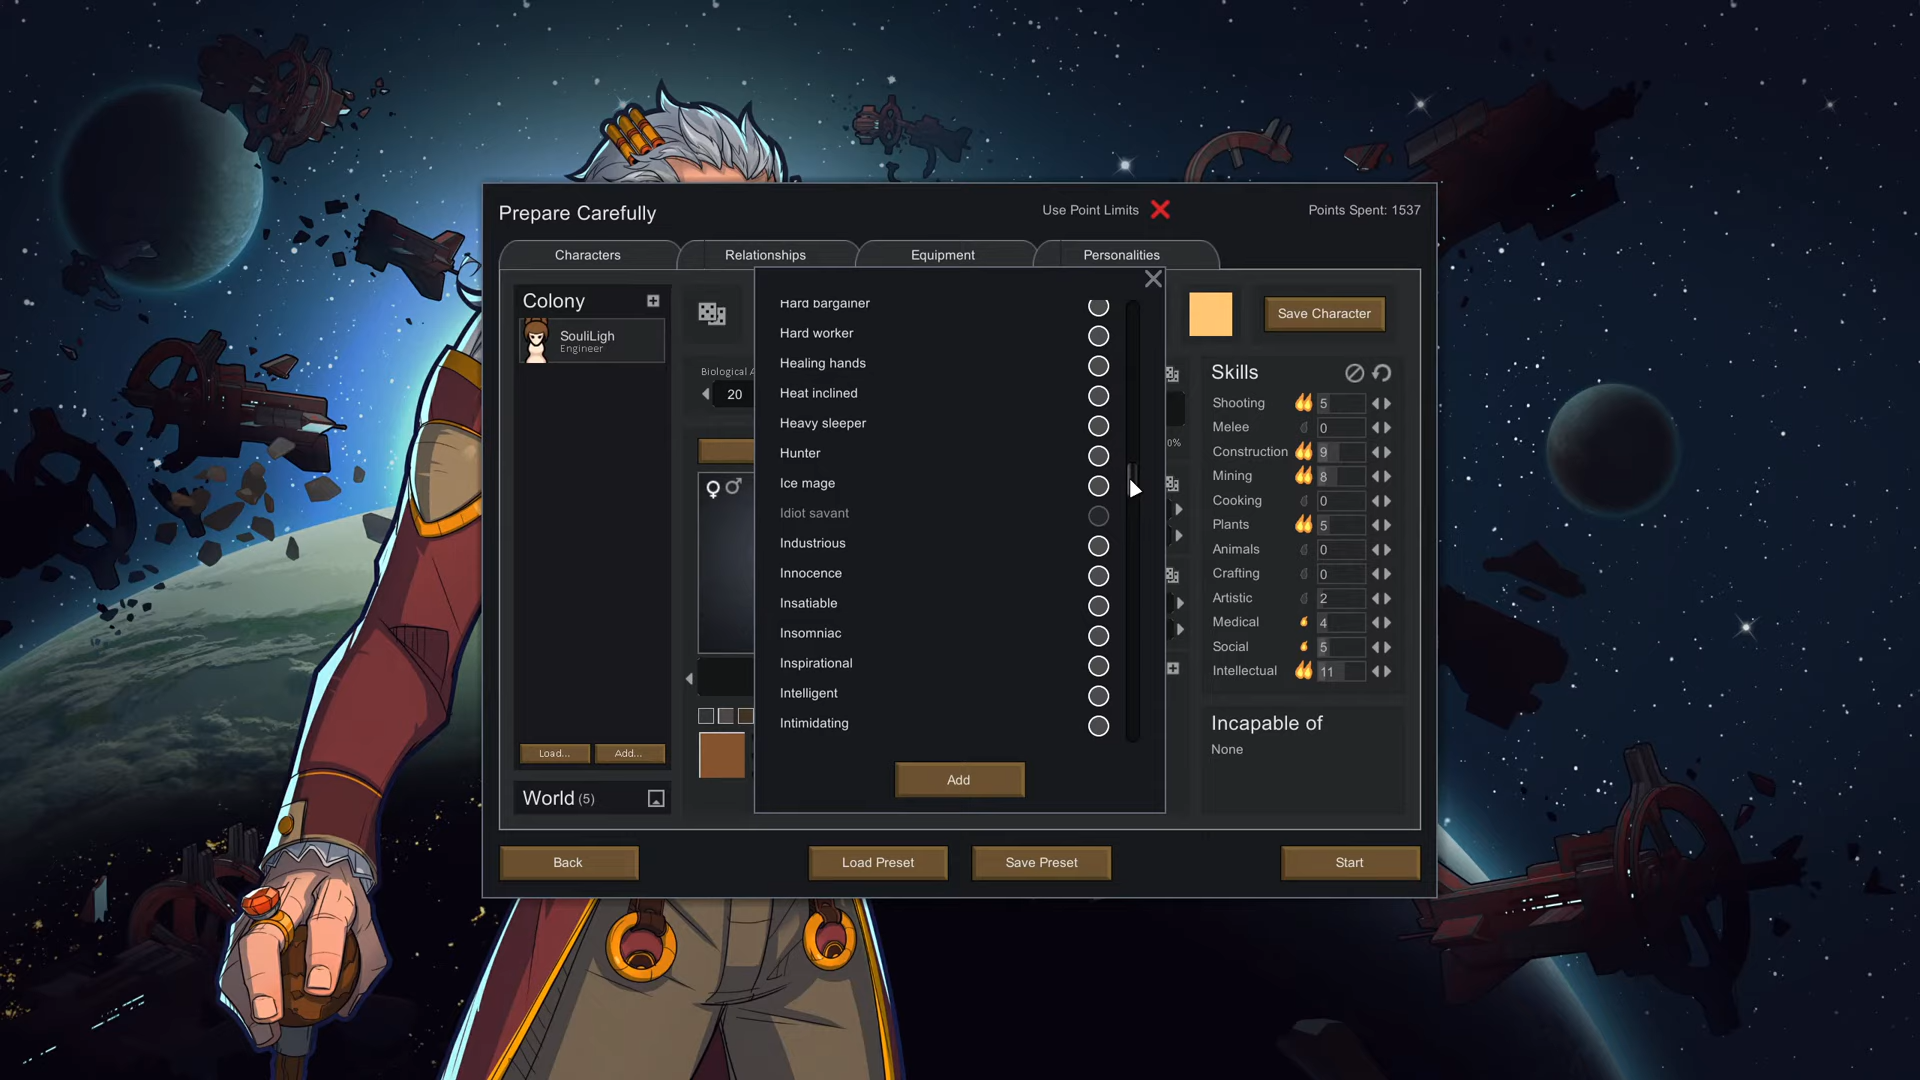 Prepare Carefully
Use Point Limits
Points Spent: 1537
Characters
Relationships
Equipment
Personalities
Colony
SouliLigh
Engineer
Load...
Add...
World (5)
Biological
20
Hard bargainer
Hard worker
Healing hands
Heat inclined
Heavy sleeper
Hunter
Ice mage
Idiot savant
Industrious
Innocence
Insatiable
Insomniac
Inspirational
Intelligent
Intimidating
Add
0%
Save Character
Skills
Shooting 5
Melee 0
Construction 9
Mining 8
Cooking 0
Plants 5
Animals 0
Crafting 0
Artistic 2
Medical 4
Social 5
Intellectual 11
Incapable of
None
Back
Load Preset
Save Preset
Start